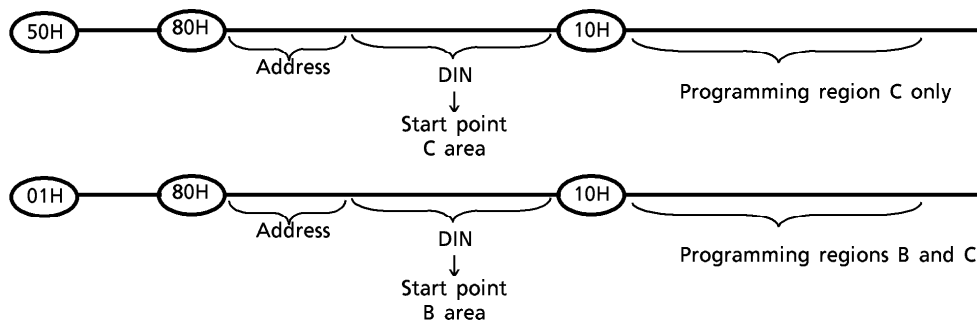 50H 80H 10H
Address DIN
Programming region C only
Start point
C area
01H 80H 10H
Address DIN
Programming regions B and C
Start point
B area